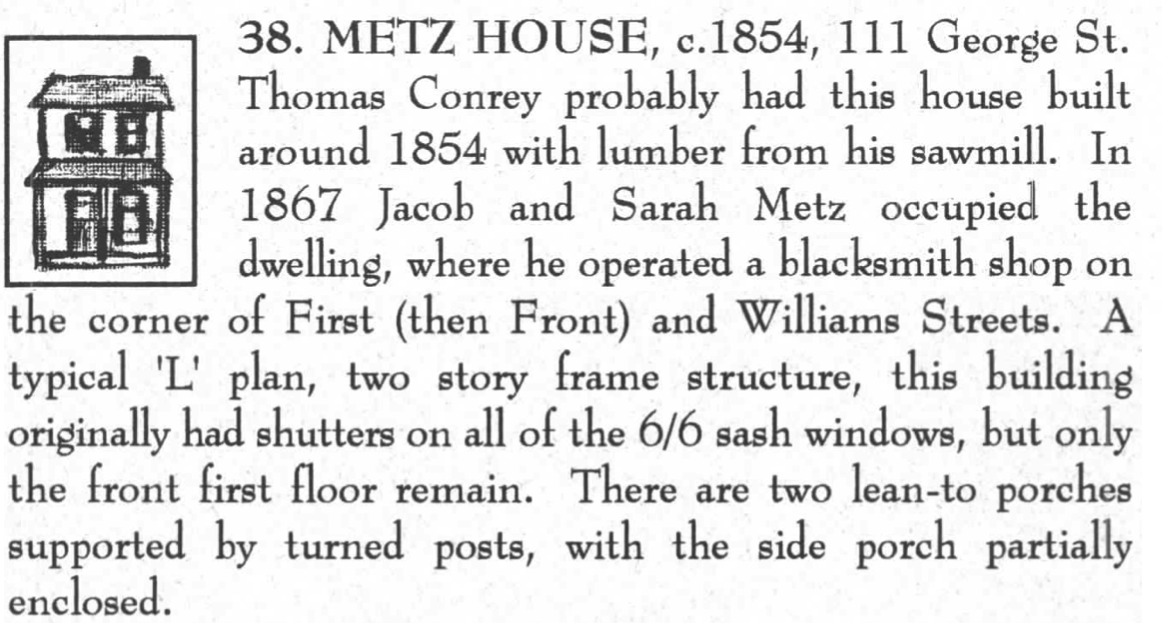 38. METZ HOUSE, c.1854, 111 George St.
Thomas Conrey probably had this house built
around 1854 with lumber from his sawmill. In
1867 Jacob and Sarah Metz occupied the
dwelling, where he operated a blacksmith shop on
the corner of First (then Front) and Williams Streets. A
typical 'L' plan, two story frame structure, this building
originally had shutters on all of the 6/6 sash windows, but only
the front first floor remain. There are two lean-to porches
supported by turned posts, with the side porch partially
enclosed.